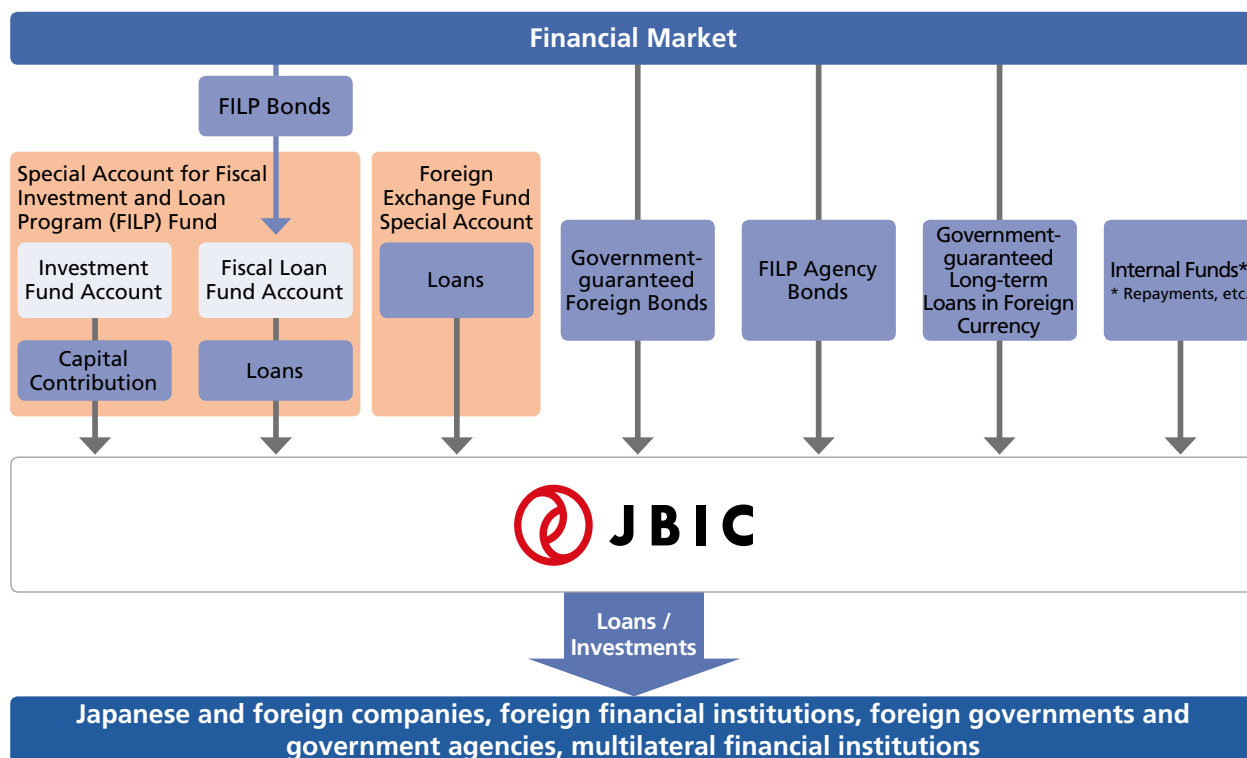 Financial Market
FILP Bonds
Special Account for Fiscal
Investment and Loan
Program (FILP) Fund
Investment
Fund Account
Fiscal Loan
Fund Account
Capital
Contribution
Loans
Foreign
Exchange Fund
Special Account
Loans
Government-
guaranteed
Foreign Bonds
FILP Agency
Bonds
Government-
guaranteed
Long-term
Loans in Foreign
Currency
Internal Funds*
* Repayments, etc.
JBIC
Loans /
Investments
Japanese and foreign companies, foreign financial institutions, foreign governments and
government agencies, multilateral financial institutions